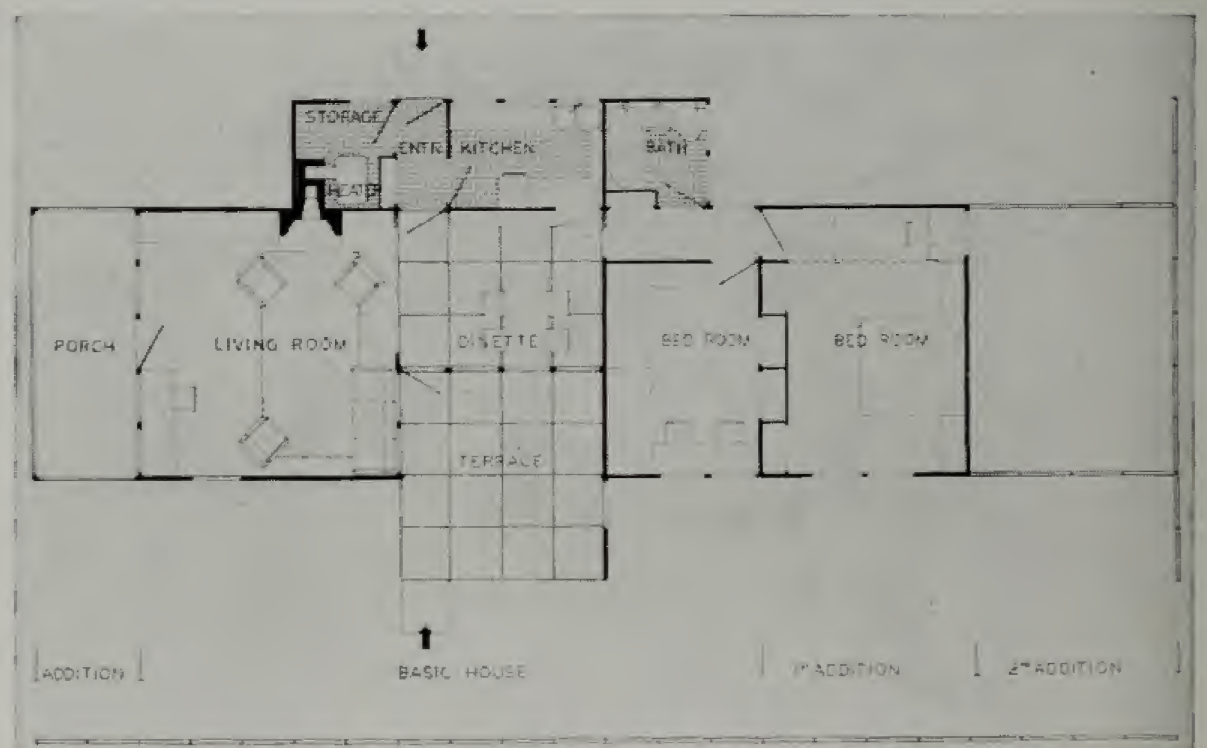 STORAGE
ENTRY KITCHEN
BATH
HEATER
PORCH
LIVING ROOM
DINETTE
BED ROOM
BED ROOM
TERRACE
ADDITION
BASIC HOUSE
1st ADDITION
2nd ADDITION